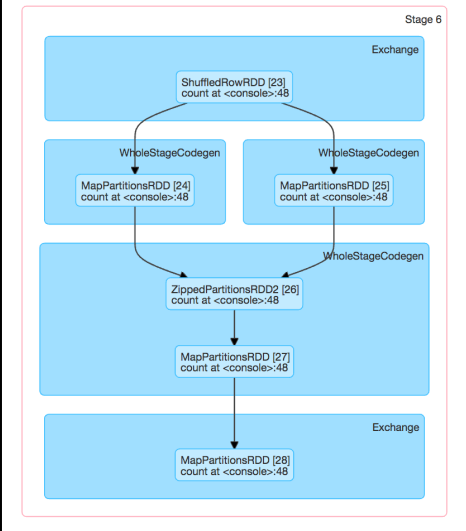 Stage 6
Exchange
ShuffledRowRDD [23]
count at <console>:48
WholeStageCodegen
MapPartitionsRDD [24]
count at <console>:48
WholeStageCodegen
MapPartitionsRDD [25]
count at <console>:48
WholeStageCodegen
ZippedPartitionsRDD2 [26]
count at <console>:48
MapPartitionsRDD [27]
count at <console>:48
Exchange
MapPartitionsRDD [28]
count at <console>:48